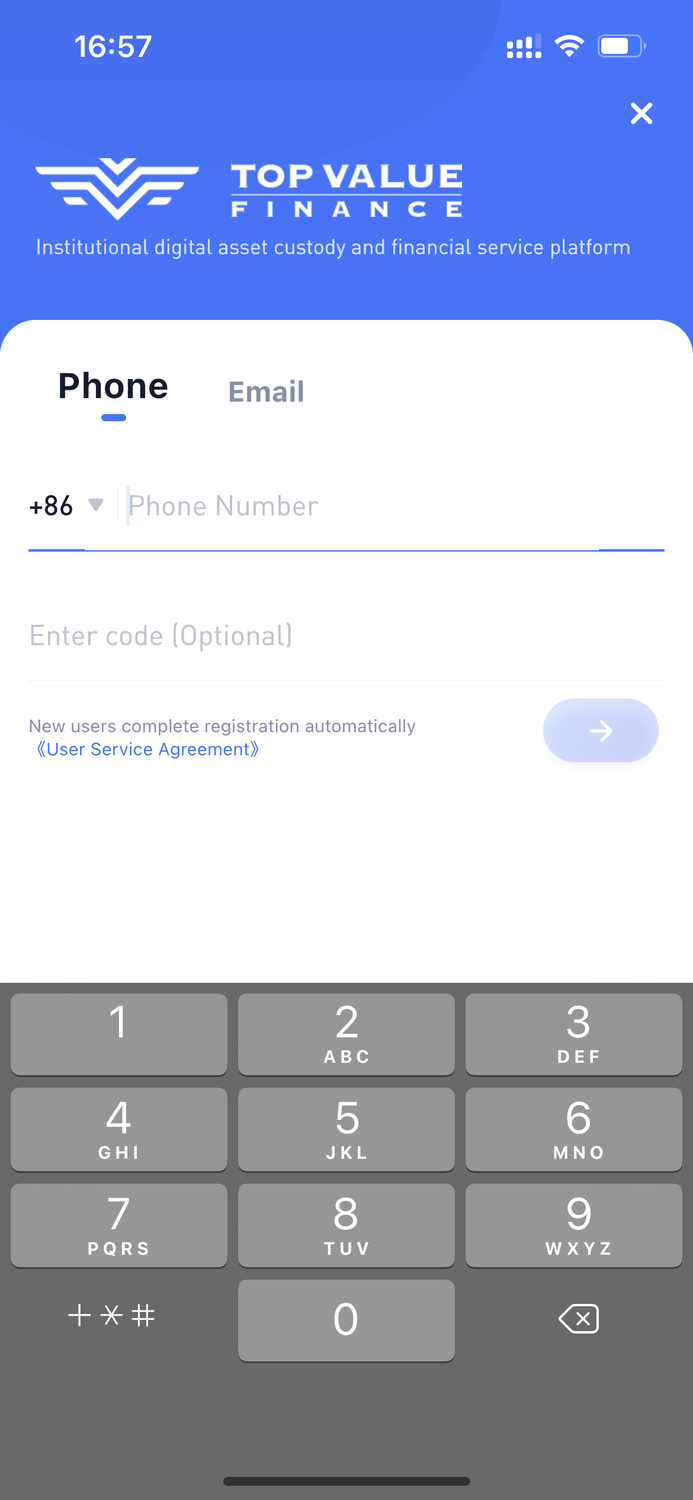 16:57
TOP VALUE
FINANCE
Institutional digital asset custody and financial service platform
Phone
Email
+86
Phone Number
Enter code (Optional)
New users complete registration automatically
《User Service Agreement》
1
2
ABC
3
DEF
4
GHI
5
JKL
6
MNO
7
PQRS
8
TUV
9
WXYZ
+*#
0